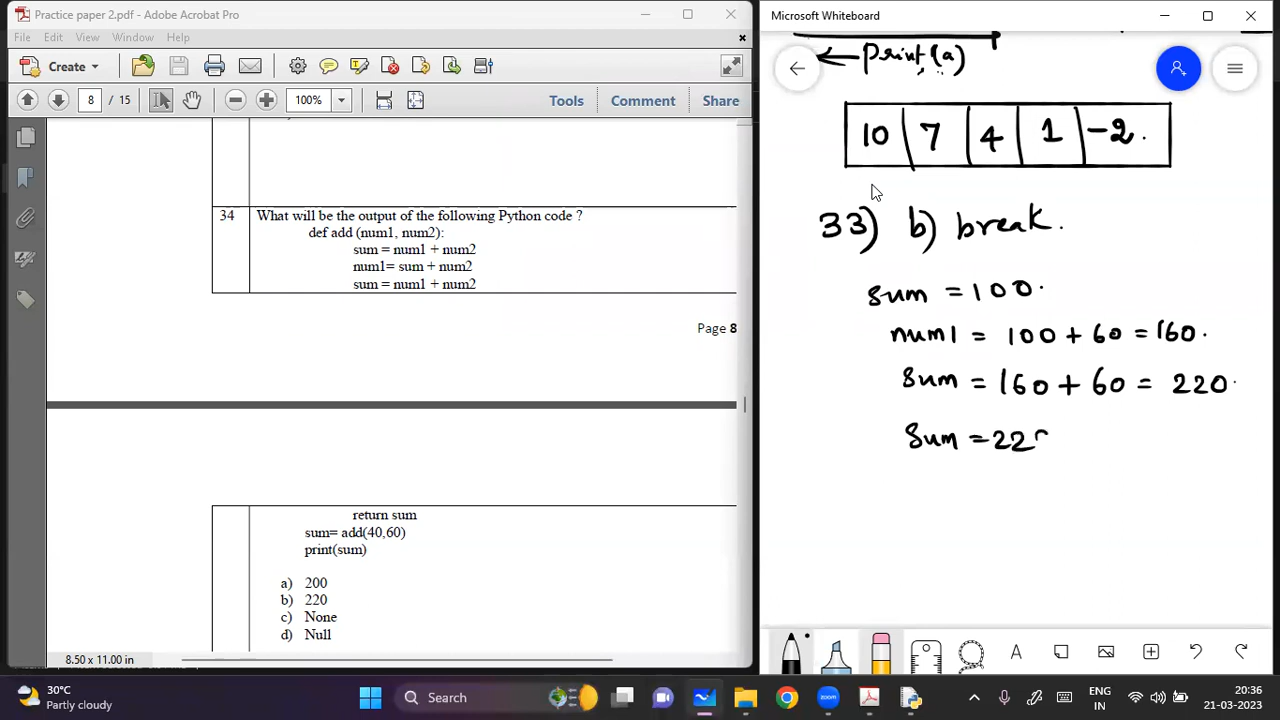 Practice paper 2.pdf - Adobe Acrobat Pro
File Edit View Window Help
Create
8 / 15
100%
Tools Comment Share
34 What will be the output of the following Python code ?
def add (num1, num2):
sum = num1 + num2
num1= sum + num2
sum = num1 + num2
Page 8
return sum
sum= add(40,60)
print(sum)
a) 200
b) 220
c) None
d) Null
8.50 x 11.00 in
Microsoft Whiteboard
← Print(a)
10 7 4 1 -2.
33) b) break.
sum = 100.
num1 = 100 + 60 = 160.
sum = 160 + 60 = 220.
sum = 22
A
30°C
Partly cloudy
Search
zoom
ENG
IN
20:36
21-03-2023